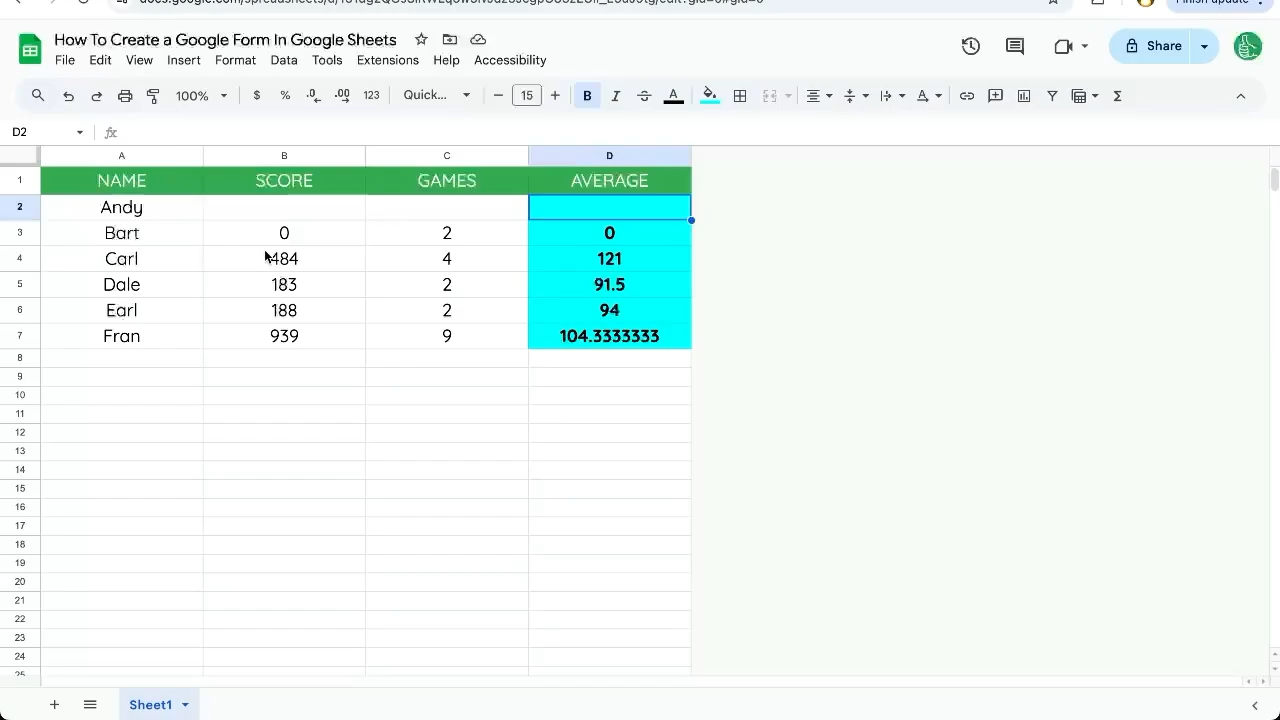 How To Create a Google Form In Google Sheets
File Edit View Insert Format Data Tools Extensions Help Accessibility
Share
100% $ % .0 .00 123 Quick... 15 B I A Σ
D2 fx
A B C D
1 NAME SCORE GAMES AVERAGE
2 Andy
3 Bart 0 2 0
4 Carl 484 4 121
5 Dale 183 2 91.5
6 Earl 188 2 94
7 Fran 939 9 104.3333333
8
9
10
11
12
13
14
15
16
17
18
19
20
21
22
23
24
25
Sheet1